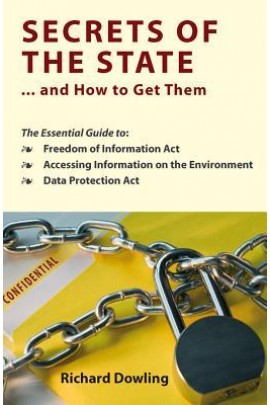 SECRETS OF
THE STATE
... and How to Get Them
The Essential Guide to:
Freedom of Information Act
Accessing Information on the Environment
Data Protection Act
CONFIDENTIAL
Richard Dowling